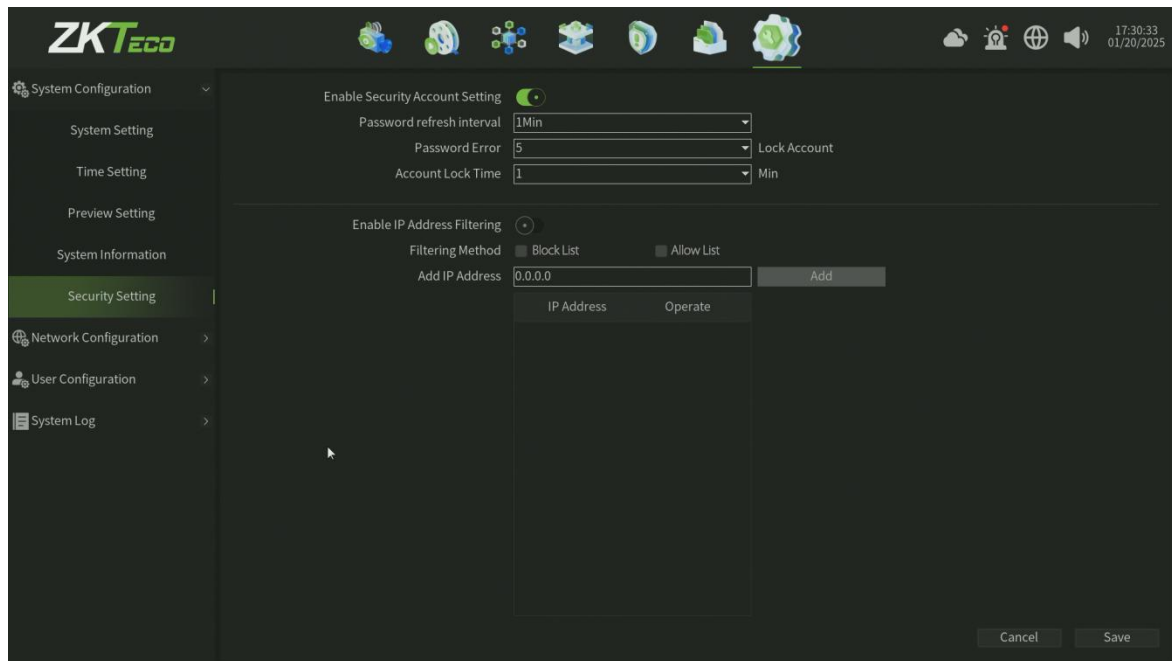 ZKTeco
17:30:33
01/20/2025
System Configuration
System Setting
Time Setting
Preview Setting
System Information
Security Setting
Network Configuration
User Configuration
System Log
Enable Security Account Setting
Password refresh interval 1Min
Password Error 5 Lock Account
Account Lock Time 1 Min
Enable IP Address Filtering
Filtering Method Block List Allow List
Add IP Address 0.0.0.0 Add
IP Address Operate
Cancel Save